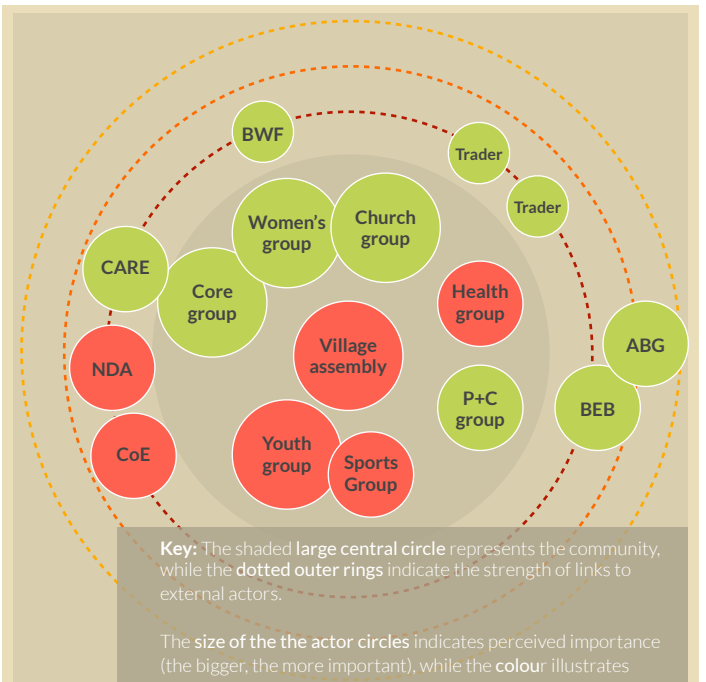 BWF
Trader
Trader
Women's
group
Church
group
CARE
Core
group
Health
group
NDA
Village
assembly
ABG
P+C
group
BEB
CoE
Youth
group
Sports
Group
Key: The shaded large central circle represents the community,
while the dotted outer rings indicate the strength of links to
external actors.
The size of the the actor circles indicates perceived importance
(the bigger, the more important), while the colour illustrates